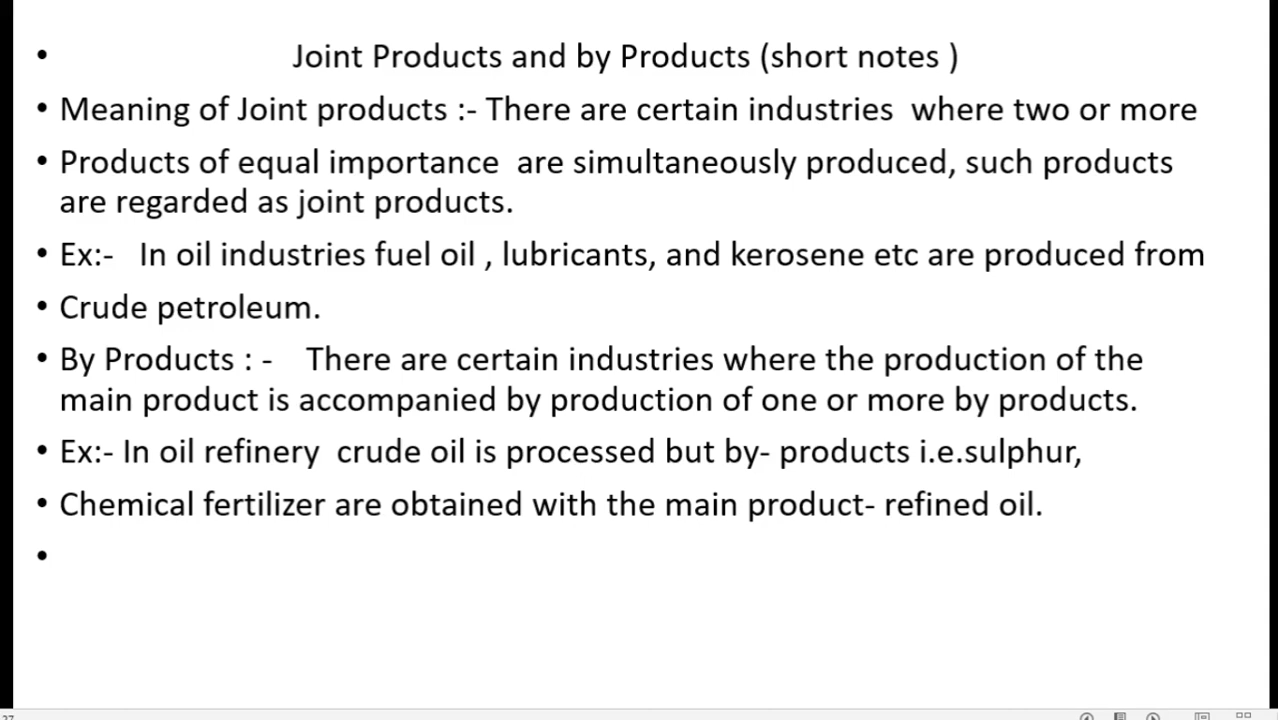 • Joint Products and by Products (short notes )
• Meaning of Joint products :- There are certain industries where two or more
• Products of equal importance are simultaneously produced, such products
are regarded as joint products.
• Ex:- In oil industries fuel oil , lubricants, and kerosene etc are produced from
• Crude petroleum.
• By Products : - There are certain industries where the production of the
main product is accompanied by production of one or more by products.
• Ex:- In oil refinery crude oil is processed but by- products i.e.sulphur,
• Chemical fertilizer are obtained with the main product- refined oil.
•